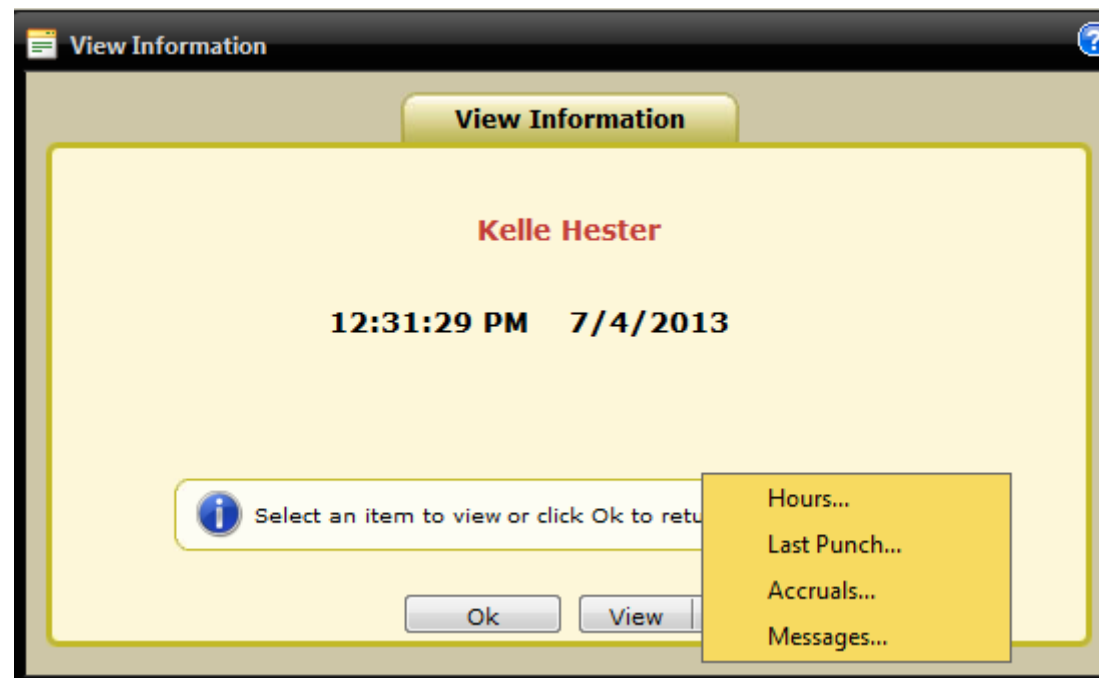 View Information
View Information
Kelle Hester
12:31:29 PM 7/4/2013
Select an item to view or click Ok to retu
Hours...
Last Punch...
Accruals...
Messages...
Ok View